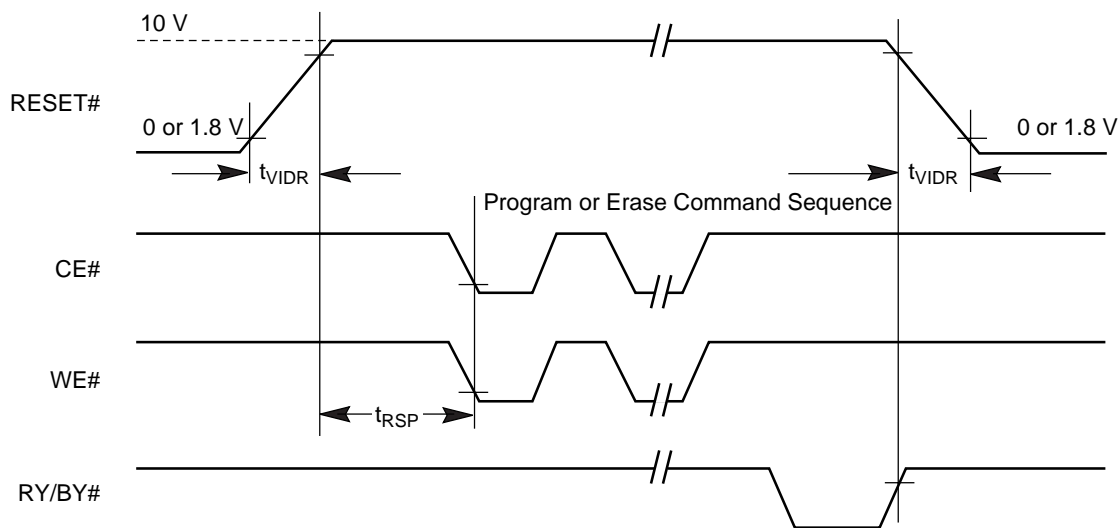 10 V
RESET#
0 or 1.8 V
0 or 1.8 V
tVIDR
tVIDR
Program or Erase Command Sequence
CE#
WE#
tRSP
RY/BY#